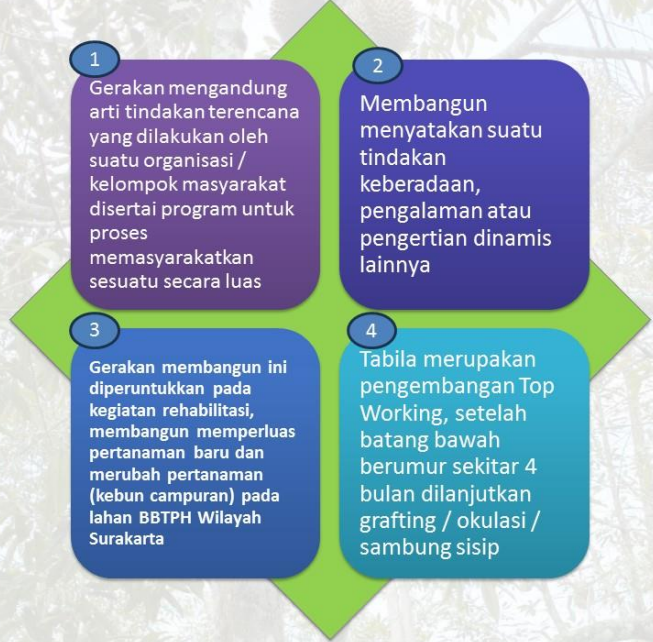 1
Gerakan mengandung
arti tindakan terencana
yang dilakukan oleh
suatu organisasi /
kelompok masyarakat
disertai program untuk
proses
memasyarakatkan
sesuatu secara luas
2
Membangun
menyatakan suatu
tindakan
keberadaan,
pengalaman atau
pengertian dinamis
lainnya
3
Gerakan membangun ini
diperuntukkan pada
kegiatan rehabilitasi,
membangun memperluas
pertanaman baru dan
merubah pertanaman
(kebun campuran) pada
lahan BBTPH Wilayah
Surakarta
4
Tabila merupakan
pengembangan Top
Working, setelah
batang bawah
berumur sekitar 4
bulan dilanjutkan
grafting / okulasi /
sambung sisip